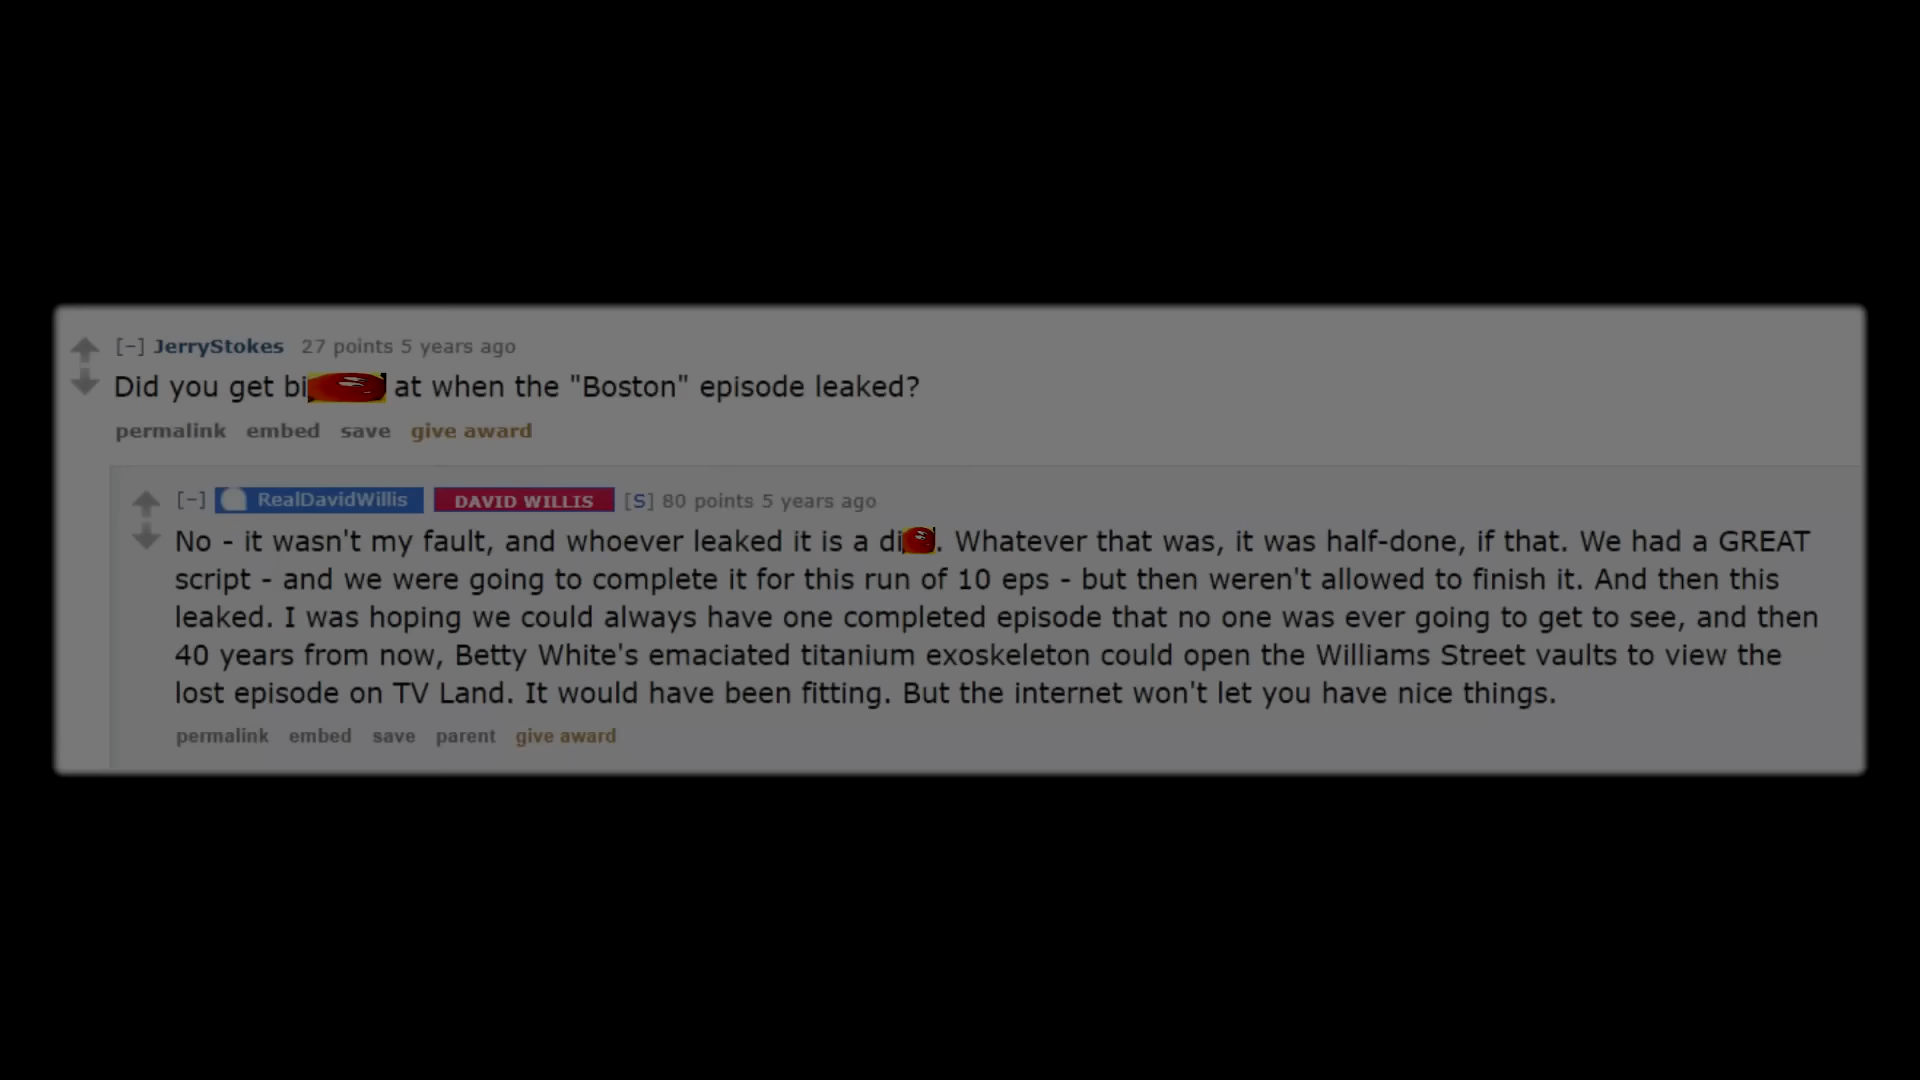 [-] JerryStokes 27 points 5 years ago
Did you get bi at when the "Boston" episode leaked?
permalink embed save give award
[-] RealDavidWillis DAVID WILLIS [S] 80 points 5 years ago
No - it wasn't my fault, and whoever leaked it is a di. Whatever that was, it was half-done, if that. We had a GREAT
script - and we were going to complete it for this run of 10 eps - but then weren't allowed to finish it. And then this
leaked. I was hoping we could always have one completed episode that no one was ever going to get to see, and then
40 years from now, Betty White's emaciated titanium exoskeleton could open the Williams Street vaults to view the
lost episode on TV Land. It would have been fitting. But the internet won't let you have nice things.
permalink embed save parent give award